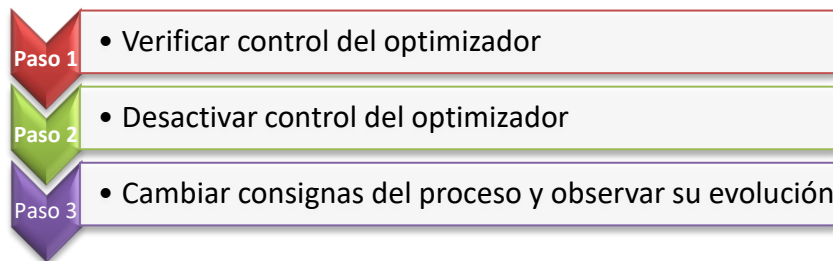 Paso 1
• Verificar control del optimizador
Paso 2
• Desactivar control del optimizador
Paso 3
• Cambiar consignas del proceso y observar su evolución